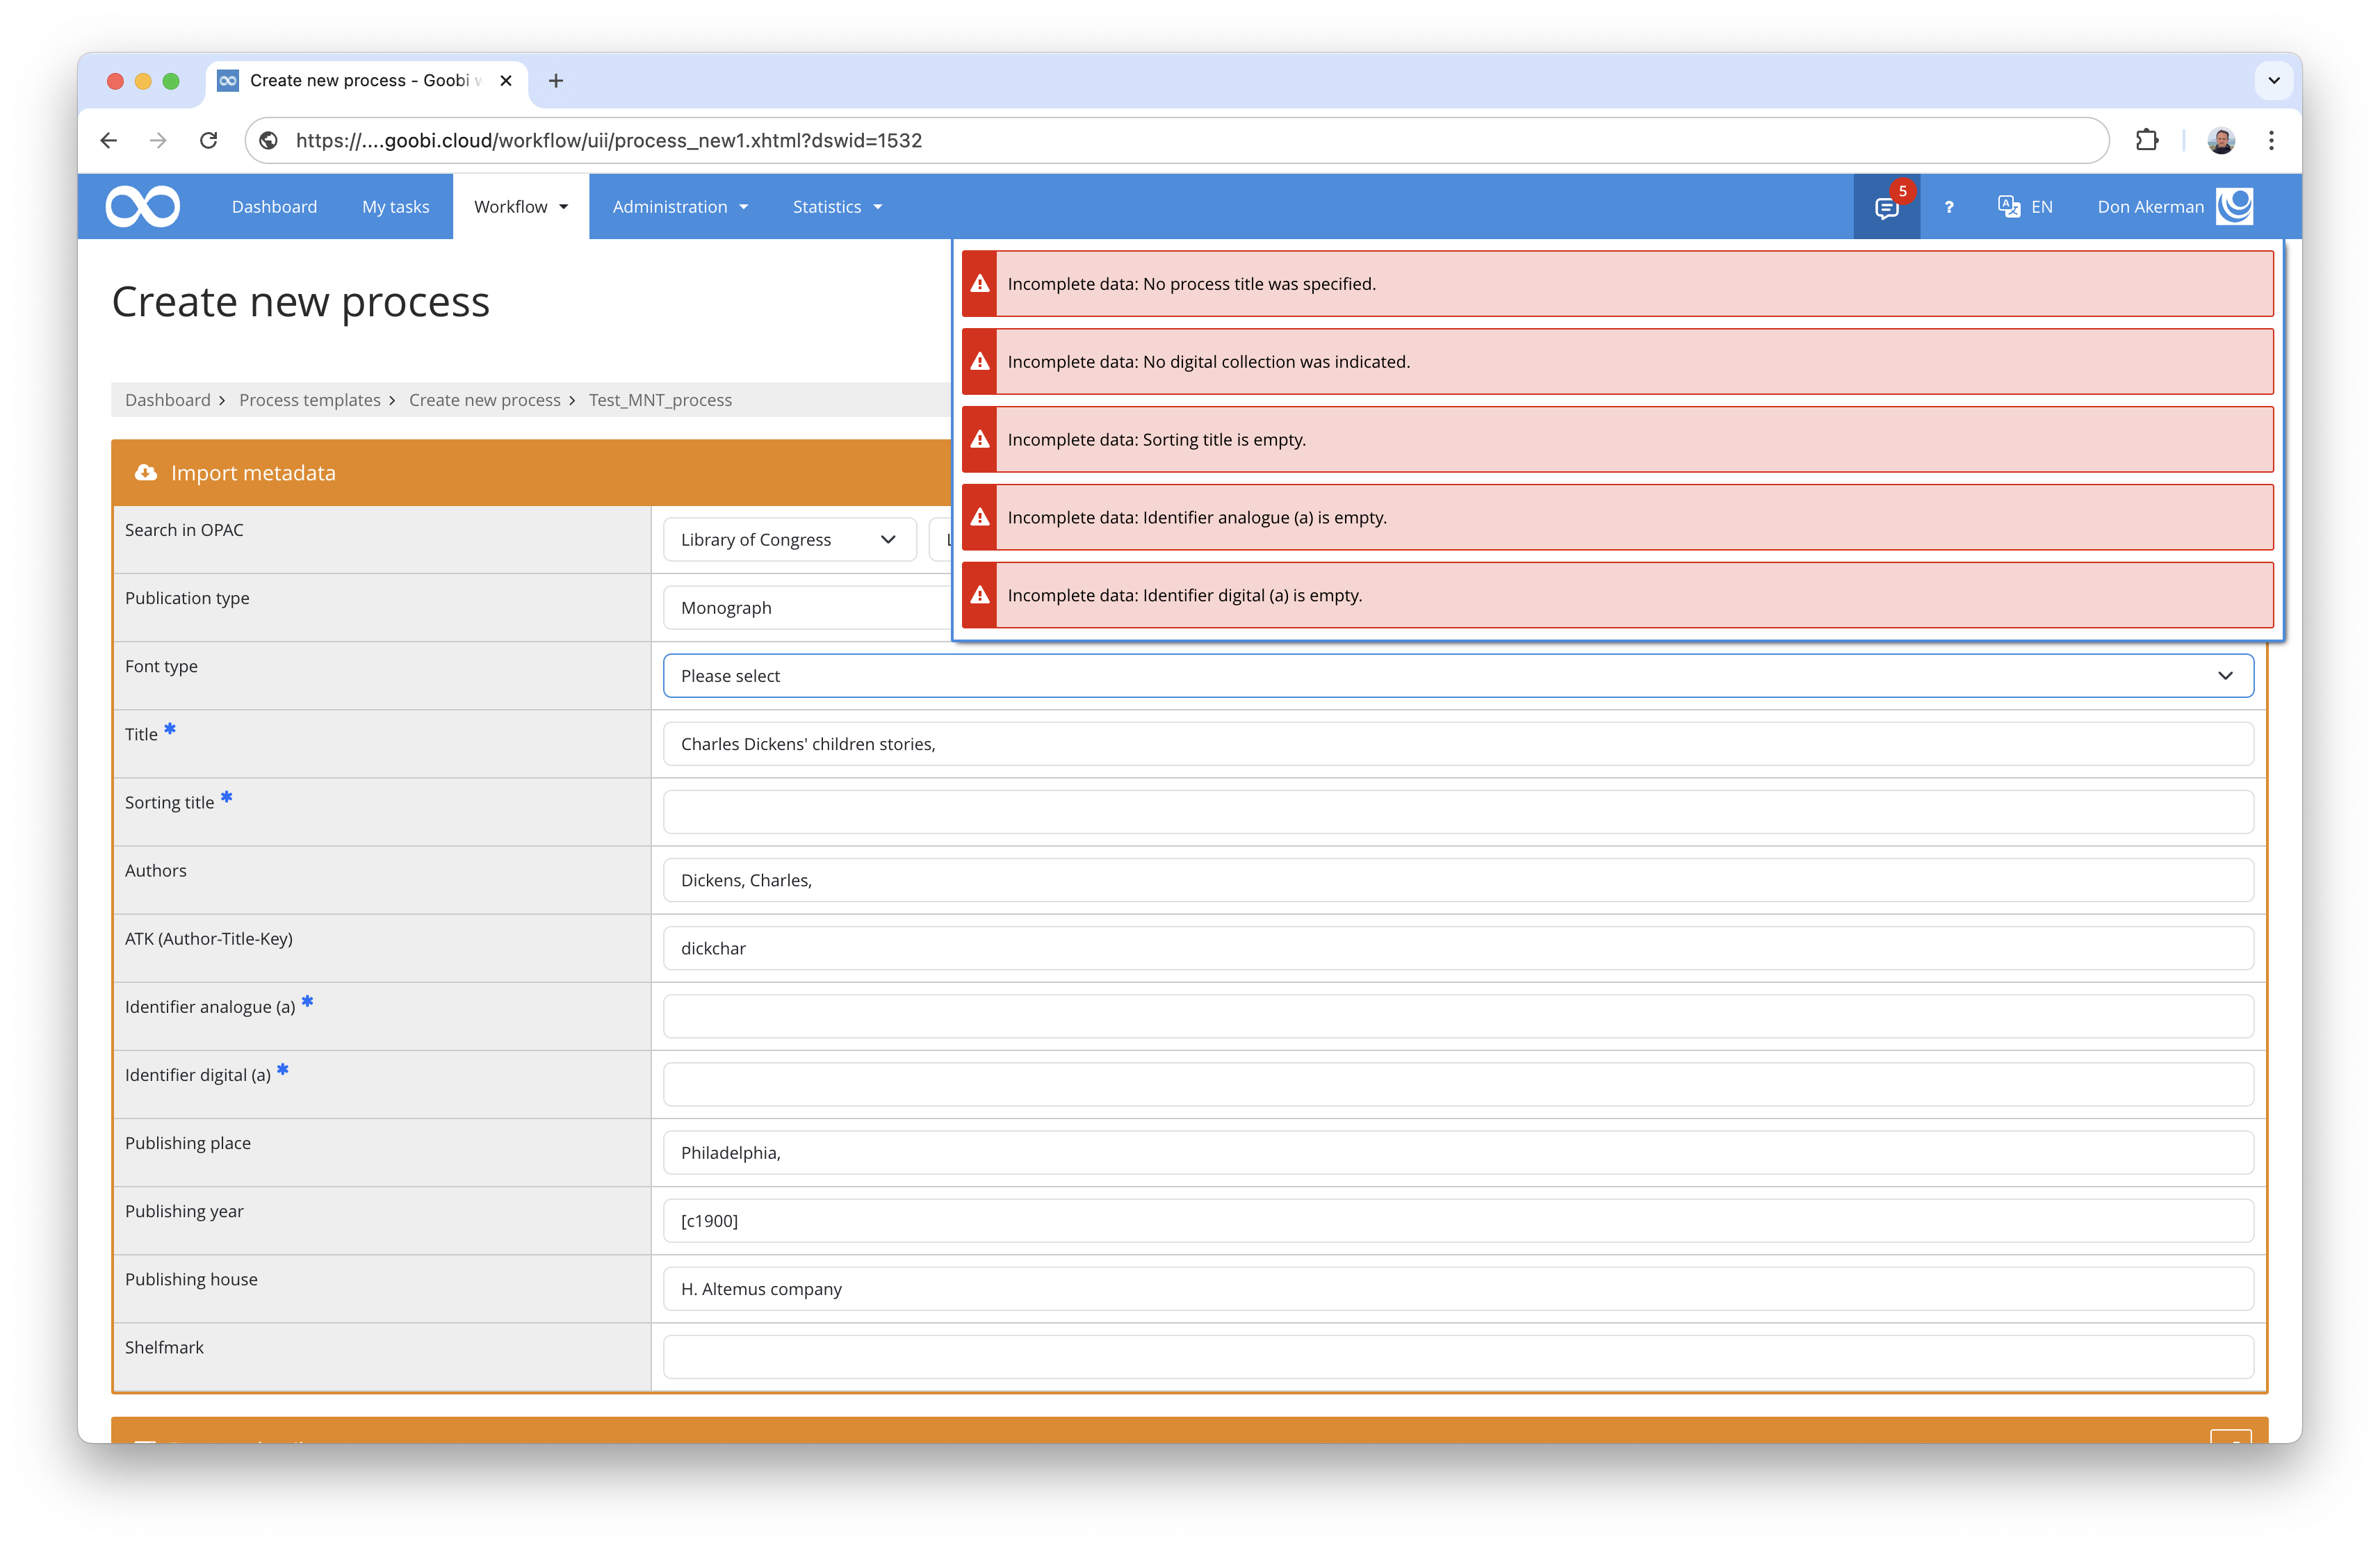 Create new process - Goobi w
https://....goobi.cloud/workflow/uii/process_new1.xhtml?dswid=1532
Dashboard My tasks Workflow Administration Statistics 5 ? EN Don Akerman
Create new process
Incomplete data: No process title was specified.
Incomplete data: No digital collection was indicated.
Incomplete data: Sorting title is empty.
Incomplete data: Identifier analogue (a) is empty.
Incomplete data: Identifier digital (a) is empty.
Dashboard > Process templates > Create new process > Test_MNT_process
Import metadata
Search in OPAC Library of Congress
Publication type Monograph
Font type Please select
Title * Charles Dickens' children stories,
Sorting title *
Authors Dickens, Charles,
ATK (Author-Title-Key) dickchar
Identifier analogue (a) *
Identifier digital (a) *
Publishing place Philadelphia,
Publishing year [c1900]
Publishing house H. Altemus company
Shelfmark